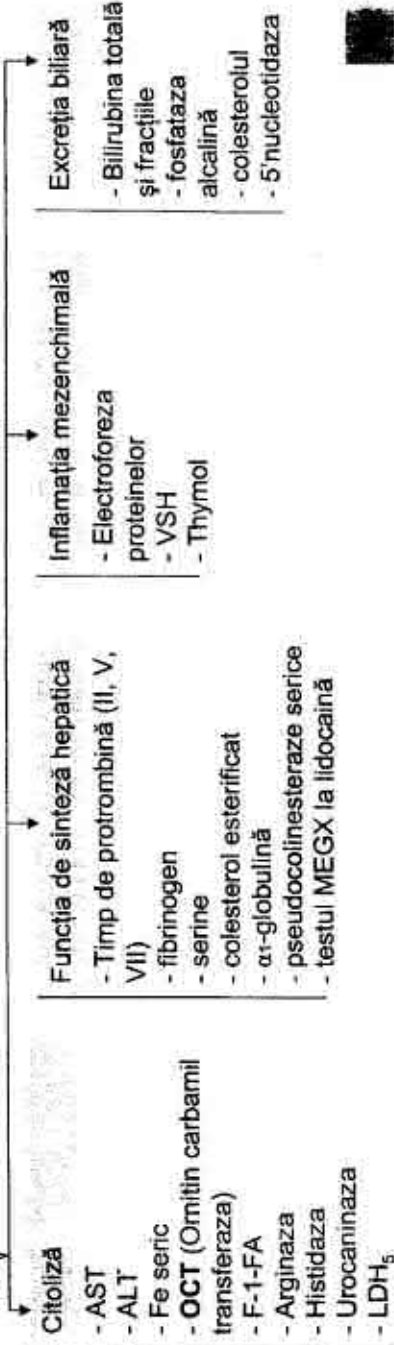 Citoliză
- AST
- ALT
- Fe seric
- OCT (Ornitin carbamil
transferaza)
- F-1-FA
- Arginaza
- Histidaza
- Urocaninaza
- LDH₅
Funcția de sinteză hepatică
- Timp de protrombină (II, V,
VII)
- fibrinogen
- serine
- colesterol esterificat
- α₁-globulină
- pseudocolinesteraze serice
- testul MEGX la lidocaină
Inflamația mezenchimală
- Electroforeza
proteinelor
- VSH
- Thymol
Excreția biliară
- Bilirubina totală
și fracțiile
- fosfataza
alcalină
- colesterolul
- 5'nucleotidaza